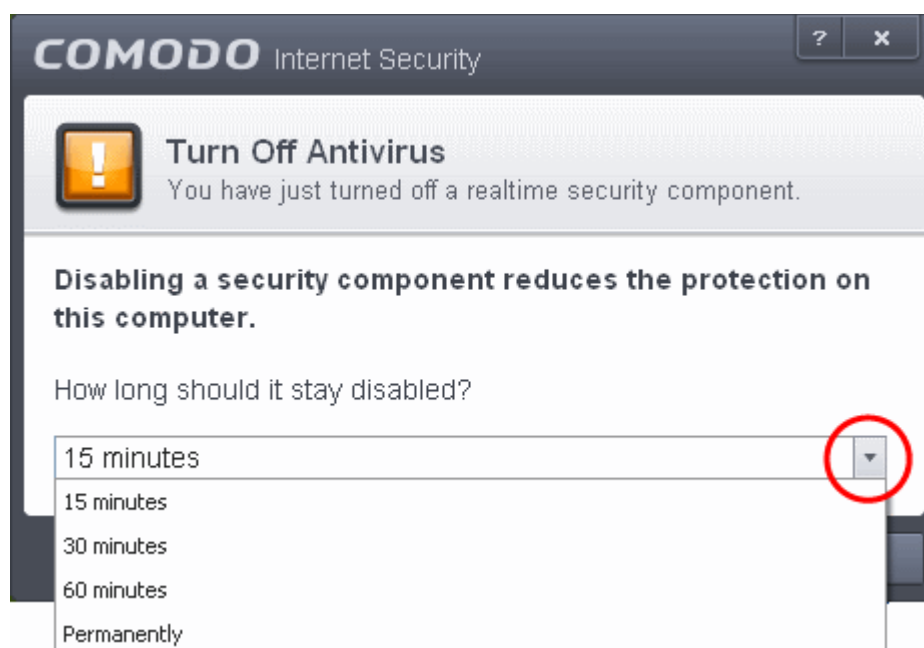 COMODO Internet Security ? x
!
Turn Off Antivirus
You have just turned off a realtime security component.
Disabling a security component reduces the protection on
this computer.
How long should it stay disabled?
15 minutes
15 minutes
30 minutes
60 minutes
Permanently